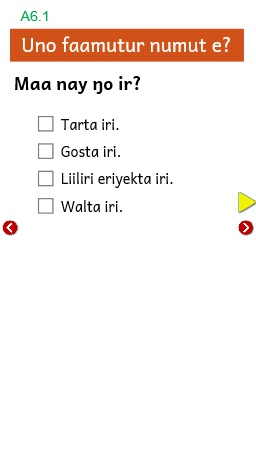 A6.1
Uno faamutur numut e?
Maa nay ŋo ir?
Tarta iri.
Gosta iri.
Liiliri eriyekta iri.
Walta iri.